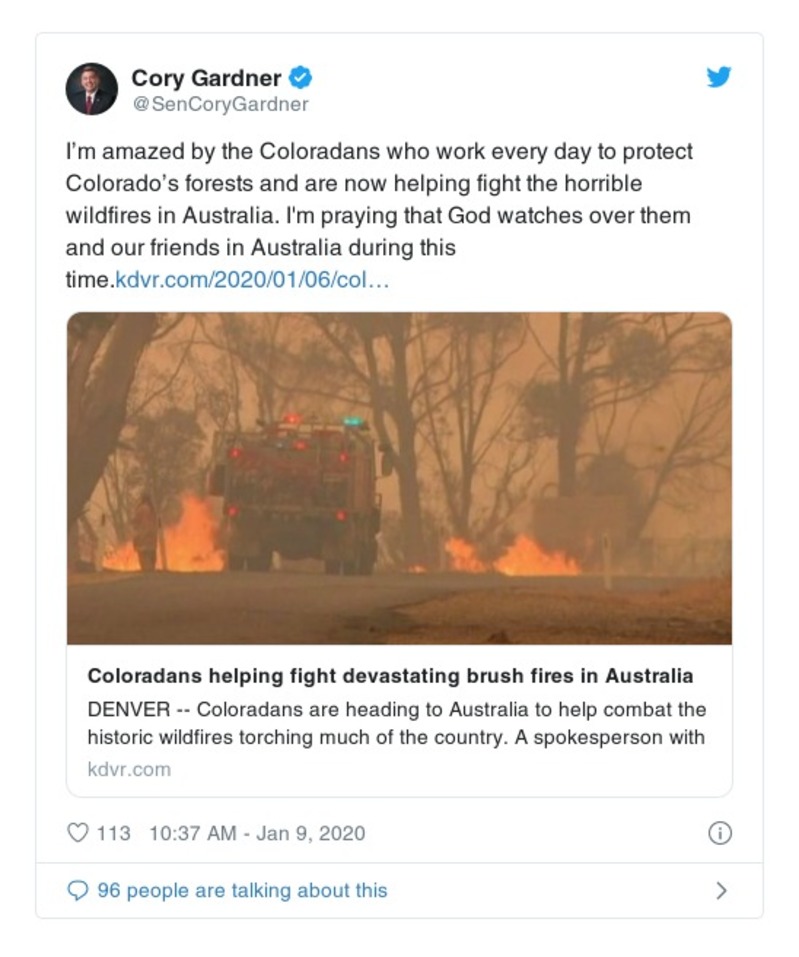 Cory Gardner
@SenCoryGardner
I’m amazed by the Coloradans who work every day to protect
Colorado’s forests and are now helping fight the horrible
wildfires in Australia. I'm praying that God watches over them
and our friends in Australia during this
time.kdvr.com/2020/01/06/col…
Coloradans helping fight devastating brush fires in Australia
DENVER -- Coloradans are heading to Australia to help combat the
historic wildfires torching much of the country. A spokesperson with
kdvr.com
113 10:37 AM - Jan 9, 2020
96 people are talking about this